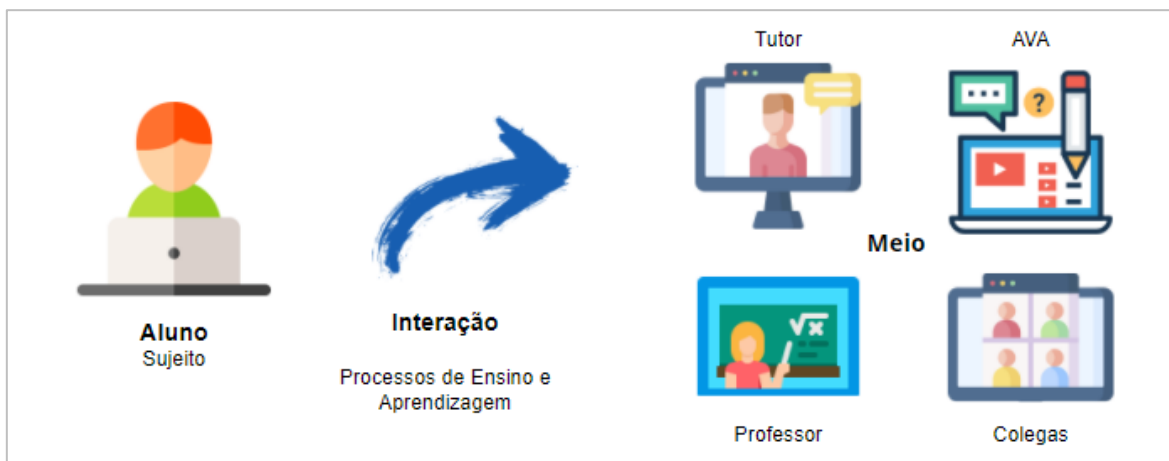 Tutor
AVA
Aluno
Sujeito
Interação
Processos de Ensino e
Aprendizagem
Meio
√x
Professor
Colegas